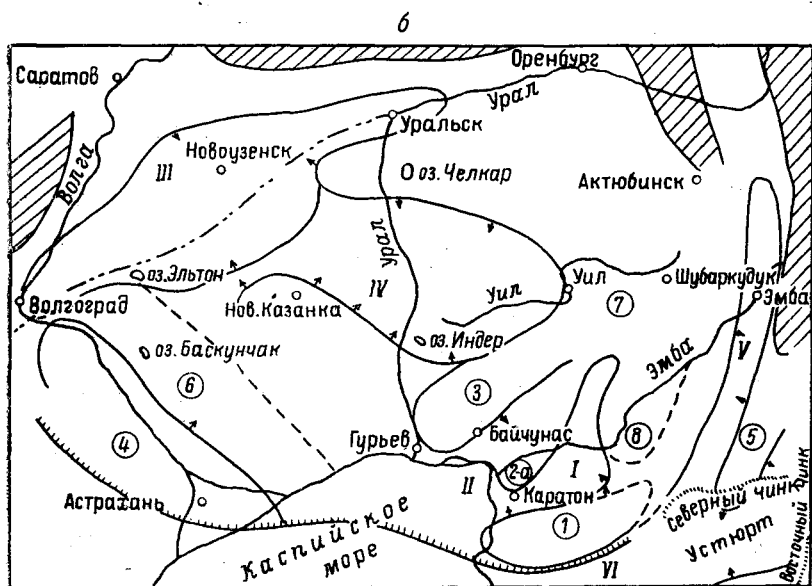 б
Саратов
Оренбург
Урал
Уральск
Волга
III
Новоузенск
О оз. Челкар
Актюбинск
Урал
оз. Эльтон
Волгоград
Нов. Казанка
IV
Уил
Уил
Шубаркудук
Эмба
7
оз. Индер
оз. Баскунчак
6
V
Эмба
3
4
Гурьев
Байчунас
8
5
Астрахань
II
2-а
I
Каратон
1
Северный чинк
Устюрт
Восточный чинк
Каспийское
море
VI